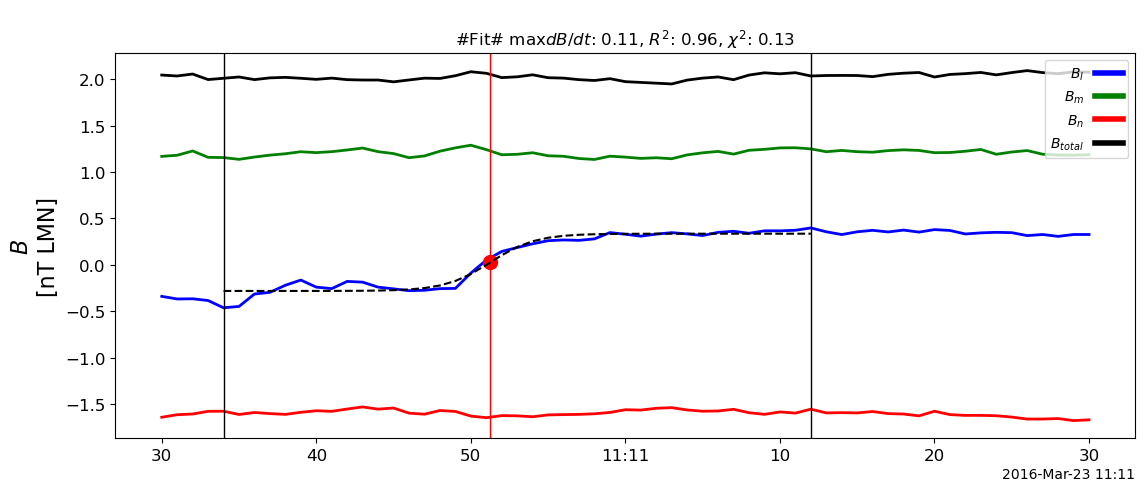 #Fit# maxdB/dt: 0.11, R²: 0.96, χ²: 0.13
B
[nT LMN]
2.0
1.5
1.0
0.5
0.0
−0.5
−1.0
−1.5
B_l
B_m
B_n
B_total
30 40 50 11:11 10 20 30
2016-Mar-23 11:11